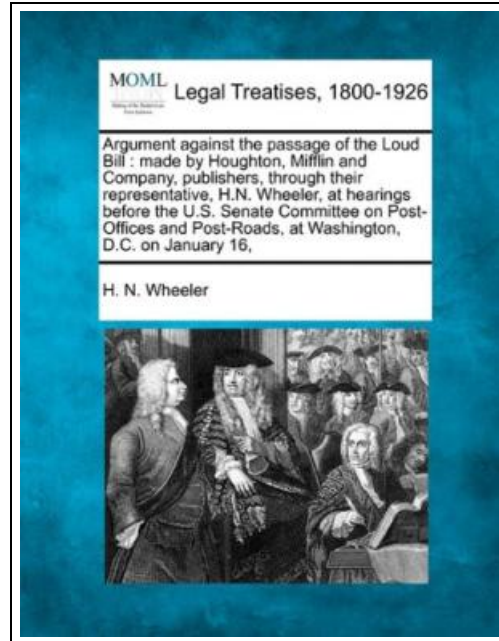 MOML
Legal Treatises, 1800-1926
Argument against the passage of the Loud
Bill : made by Houghton, Mifflin and
Company, publishers, through their
representative, H.N. Wheeler, at hearings
before the U.S. Senate Committee on Post-
Offices and Post-Roads, at Washington,
D.C. on January 16,
H. N. Wheeler